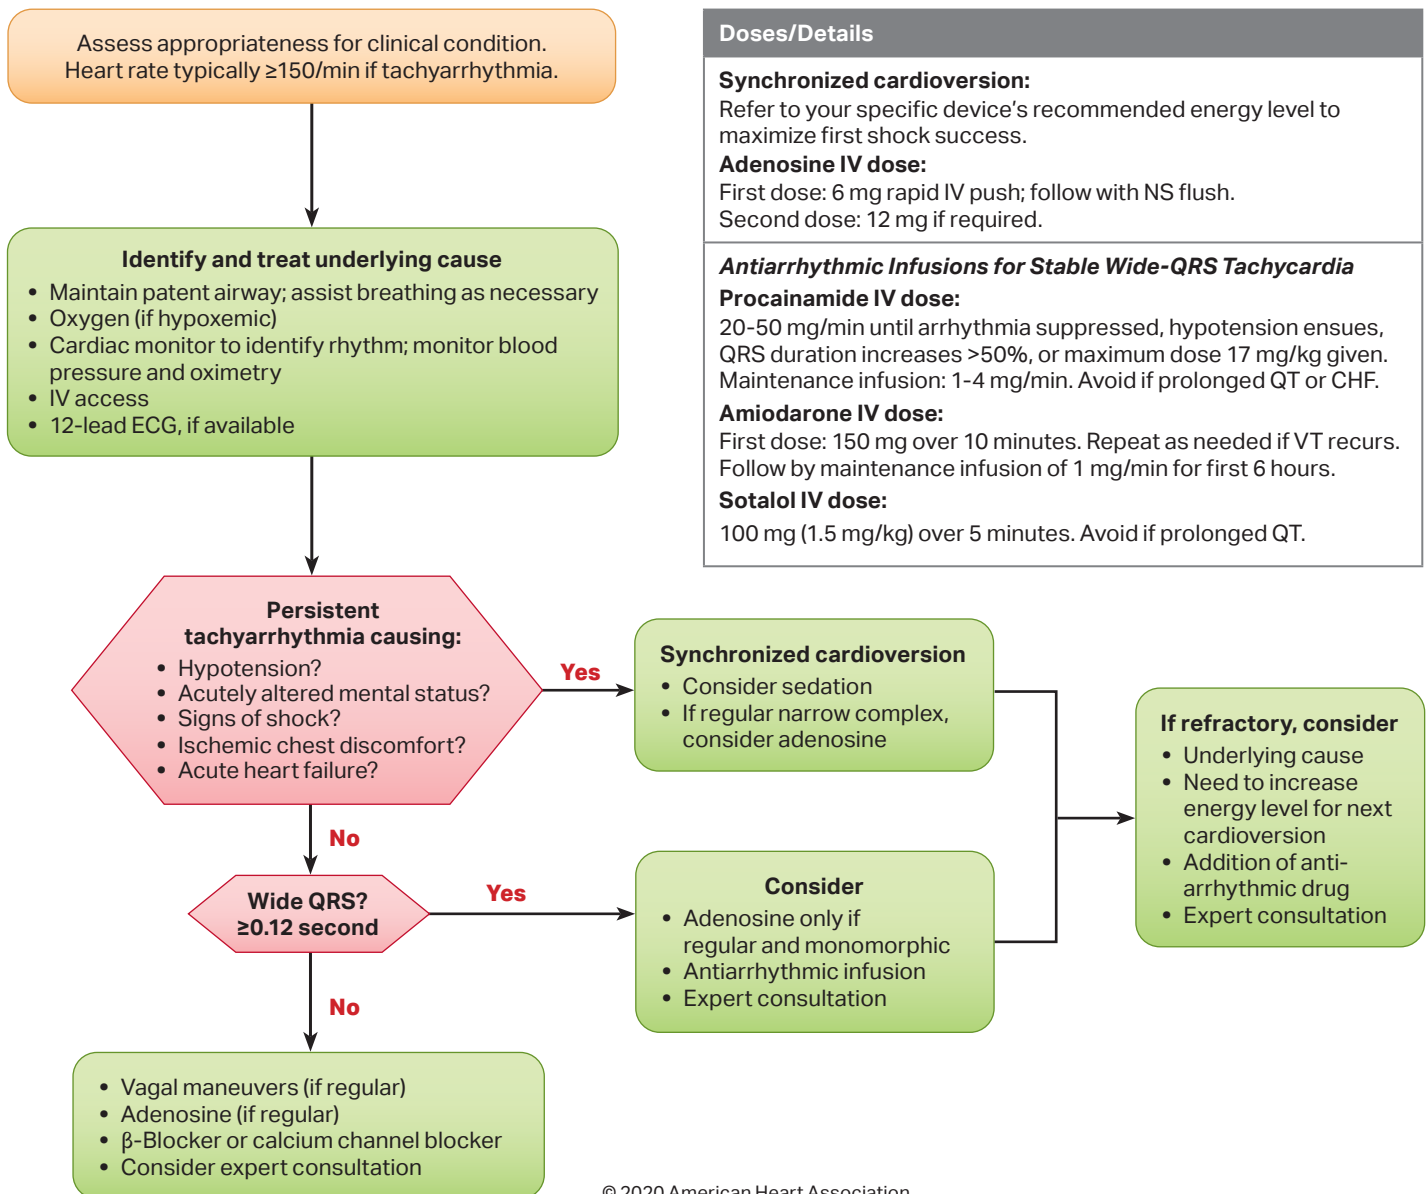 Assess appropriateness for clinical condition.
Heart rate typically ≥150/min if tachyarrhythmia.
Identify and treat underlying cause
• Maintain patent airway; assist breathing as necessary
• Oxygen (if hypoxemic)
• Cardiac monitor to identify rhythm; monitor blood
pressure and oximetry
• IV access
• 12-lead ECG, if available
Persistent
tachyarrhythmia causing:
• Hypotension?
• Acutely altered mental status?
• Signs of shock?
• Ischemic chest discomfort?
• Acute heart failure?
Yes
Synchronized cardioversion
• Consider sedation
• If regular narrow complex,
consider adenosine
If refractory, consider
• Underlying cause
• Need to increase
energy level for next
cardioversion
• Addition of anti-
arrhythmic drug
• Expert consultation
No
Wide QRS?
≥0.12 second
Yes
Consider
• Adenosine only if
regular and monomorphic
• Antiarrhythmic infusion
• Expert consultation
No
• Vagal maneuvers (if regular)
• Adenosine (if regular)
• β-Blocker or calcium channel blocker
• Consider expert consultation
Doses/Details
Synchronized cardioversion:
Refer to your specific device's recommended energy level to
maximize first shock success.
Adenosine IV dose:
First dose: 6 mg rapid IV push; follow with NS flush.
Second dose: 12 mg if required.
Antiarrhythmic Infusions for Stable Wide-QRS Tachycardia
Procainamide IV dose:
20-50 mg/min until arrhythmia suppressed, hypotension ensues,
QRS duration increases >50%, or maximum dose 17 mg/kg given.
Maintenance infusion: 1-4 mg/min. Avoid if prolonged QT or CHF.
Amiodarone IV dose:
First dose: 150 mg over 10 minutes. Repeat as needed if VT recurs.
Follow by maintenance infusion of 1 mg/min for first 6 hours.
Sotalol IV dose:
100 mg (1.5 mg/kg) over 5 minutes. Avoid if prolonged QT.
© 2020 American Heart Association